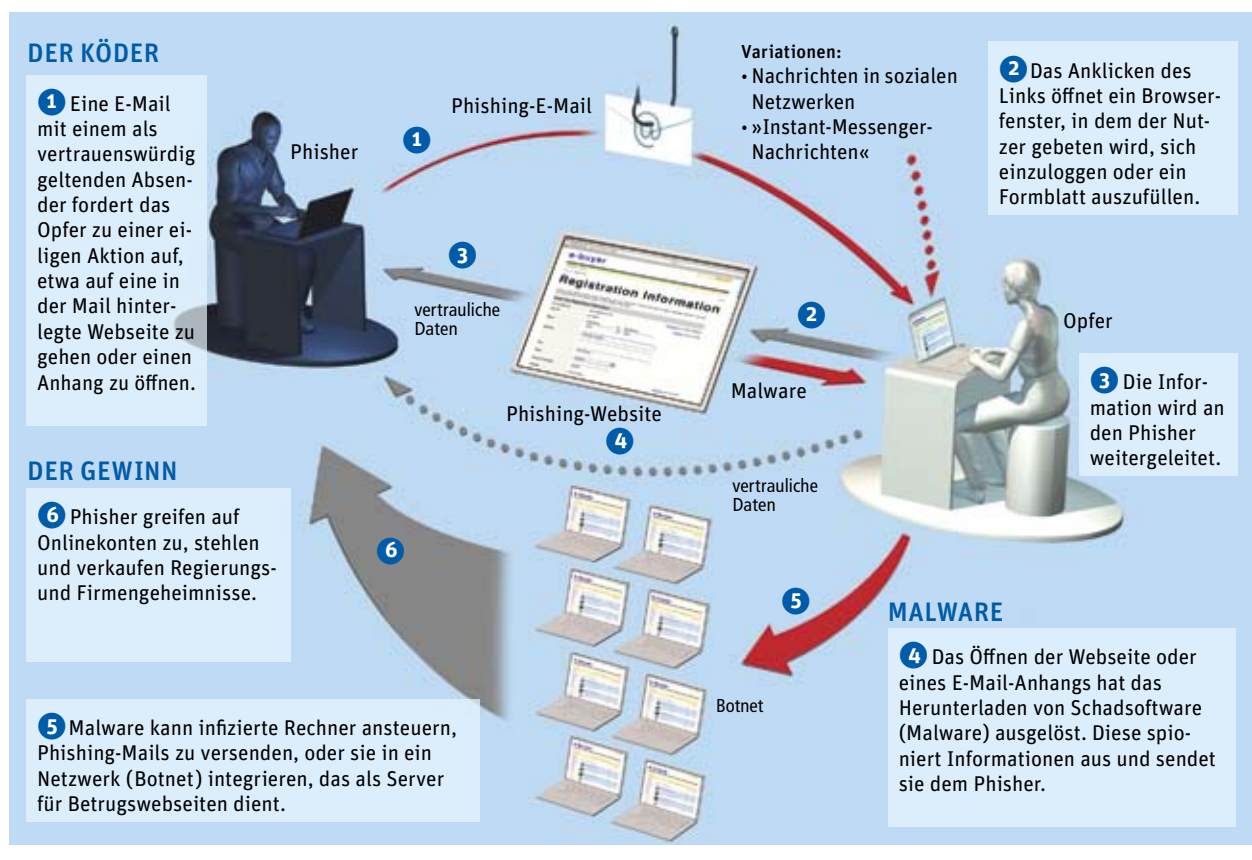 DER KÖDER
1 Eine E-Mail
mit einem als
vertrauenswürdig
geltenden Absen-
der fordert das
Opfer zu einer ei-
ligen Aktion auf,
etwa auf eine in
der Mail hinter-
legte Webseite zu
gehen oder einen
Anhang zu öffnen.
Phisher
1
Phishing-E-Mail
@
Variationen:
• Nachrichten in sozialen
Netzwerken
• »Instant-Messenger-
Nachrichten«
2 Das Anklicken des
Links öffnet ein Browser-
fenster, in dem der Nut-
zer gebeten wird, sich
einzuloggen oder ein
Formblatt auszufüllen.
3
vertrauliche
Daten
e-Buyer
Registration Information
2
Malware
Phishing-Website
Opfer
3 Die Infor-
mation wird an
den Phisher
weitergeleitet.
4
vertrauliche
Daten
DER GEWINN
6 Phisher greifen auf
Onlinekonten zu, stehlen
und verkaufen Regierungs-
und Firmengeheimnisse.
6
5
Botnet
MALWARE
4 Das Öffnen der Webseite oder
eines E-Mail-Anhangs hat das
Herunterladen von Schadsoftware
(Malware) ausgelöst. Diese spio-
niert Informationen aus und sendet
sie dem Phisher.
5 Malware kann infizierte Rechner ansteuern,
Phishing-Mails zu versenden, oder sie in ein
Netzwerk (Botnet) integrieren, das als Server
für Betrugswebseiten dient.